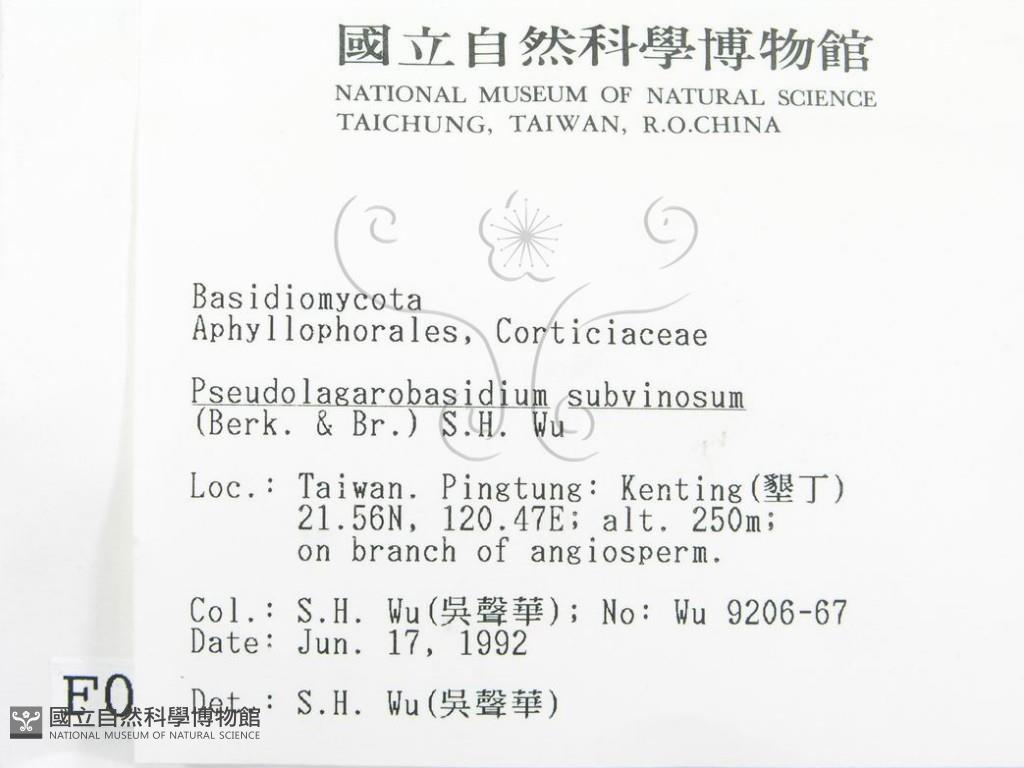 國立自然科學博物館
NATIONAL MUSEUM OF NATURAL SCIENCE
TAICHUNG, TAIWAN, R.O.CHINA
Basidiomycota
Aphyllophorales, Corticiaceae
Pseudolagarobasidium subvinosum
(Berk. & Br.) S.H. Wu
Loc.: Taiwan. Pingtung: Kenting(墾丁)
21.56N, 120.47E; alt. 250m;
on branch of angiosperm.
Col.: S.H. Wu(吳聲華); No: Wu 9206-67
Date: Jun. 17, 1992
Det.: S.H. Wu(吳聲華)
F0
國立自然科學博物館
NATIONAL MUSEUM OF NATURAL SCIENCE